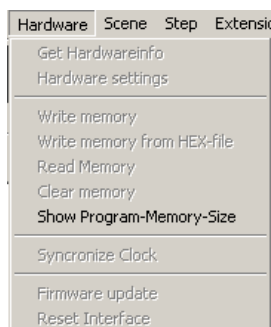 Hardware Scene Step Extensi
Get Hardwareinfo
Hardware settings
Write memory
Write memory from HEX-file
Read Memory
Clear memory
Show Program-Memory-Size
Syncronize Clock
Firmware update
Reset Interface